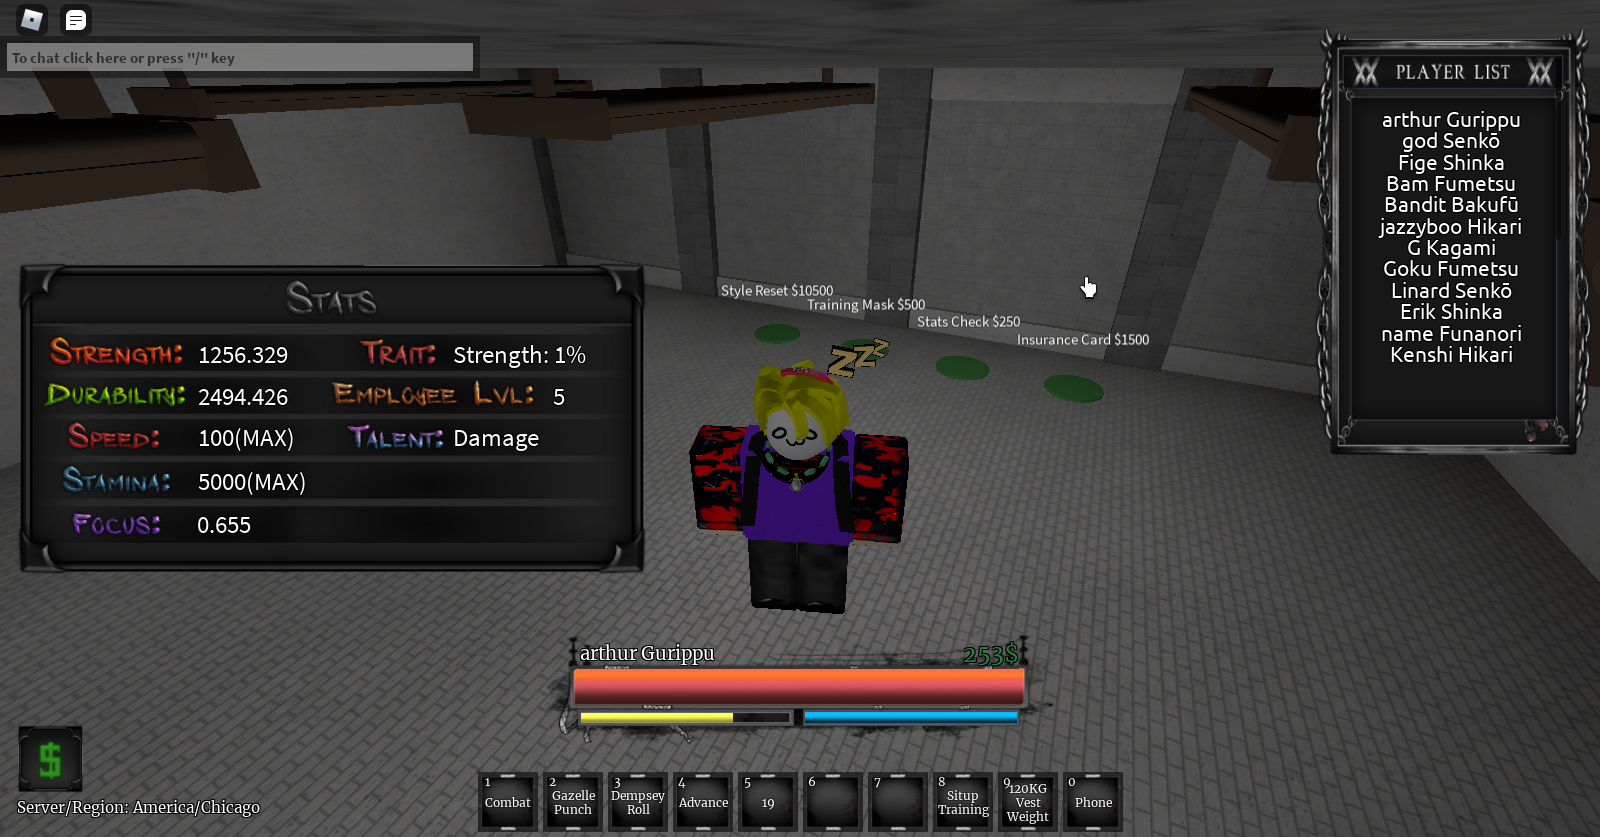 To chat click here or press "/" key
PLAYER LIST
arthur Gurippu
god Senkō
Fige Shinka
Bam Fumetsu
Bandit Bakufū
jazzyboo Hikari
G Kagami
Goku Fumetsu
Linard Senkō
Erik Shinka
name Funanori
Kenshi Hikari
STATS
STRENGTH: 1256.329 TRAIT: Strength: 1%
DURABILITY: 2494.426 EMPLOYEE LVL: 5
SPEED: 100(MAX) TALENT: Damage
STAMINA: 5000(MAX)
FOCUS: 0.655
Style Reset $10500
Training Mask $500
Stats Check $250
Insurance Card $1500
ZZZ
arthur Gurippu 253$
$
Server/Region: America/Chicago
1 Combat
2 Gazelle
Punch
3 Dempsey
Roll
4 Advance
5 19
6
7
8 Situp
Training
9 120KG
Vest
Weight
0 Phone